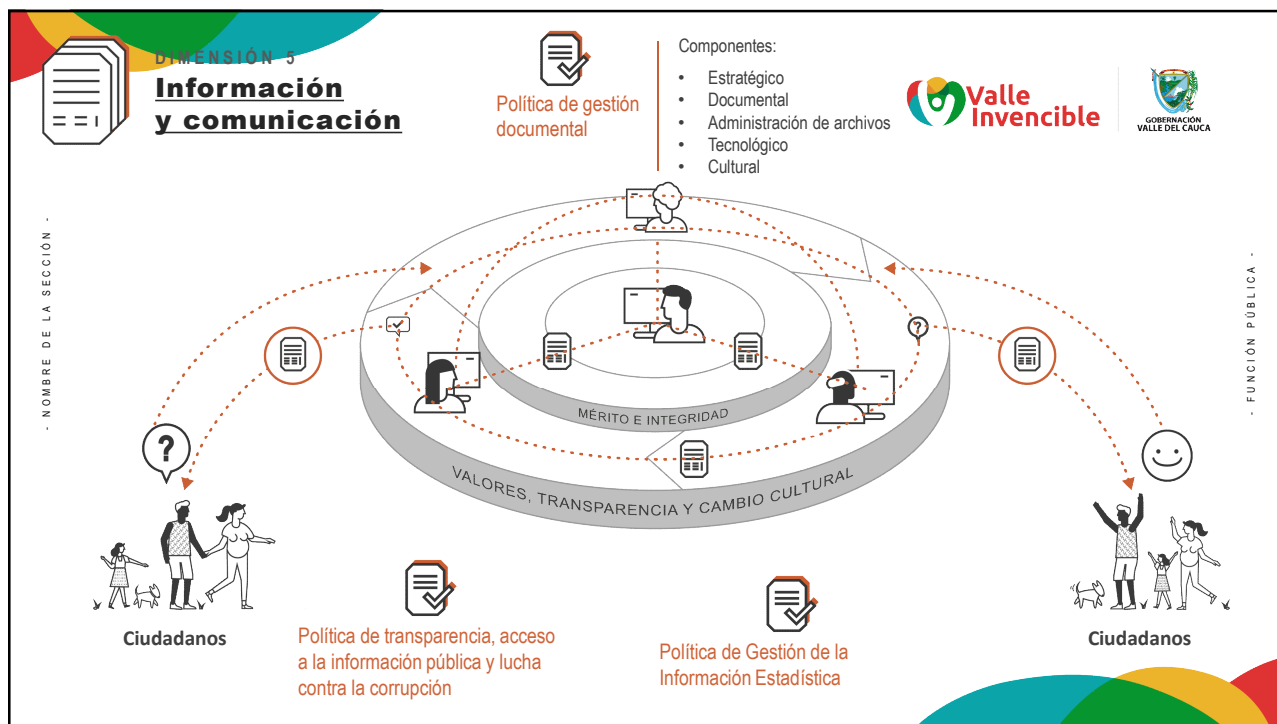 DIMENSIÓN 5
Información
y comunicación
Política de gestión
documental
Componentes:
• Estratégico
• Documental
• Administración de archivos
• Tecnológico
• Cultural
Valle
Invencible
GOBERNACIÓN
VALLE DEL CAUCA
- NOMBRE DE LA SECCIÓN -
- FUNCIÓN PÚBLICA -
?
?
MÉRITO E INTEGRIDAD
VALORES, TRANSPARENCIA Y CAMBIO CULTURAL
Ciudadanos
Ciudadanos
Política de transparencia, acceso
a la información pública y lucha
contra la corrupción
Política de Gestión de la
Información Estadística